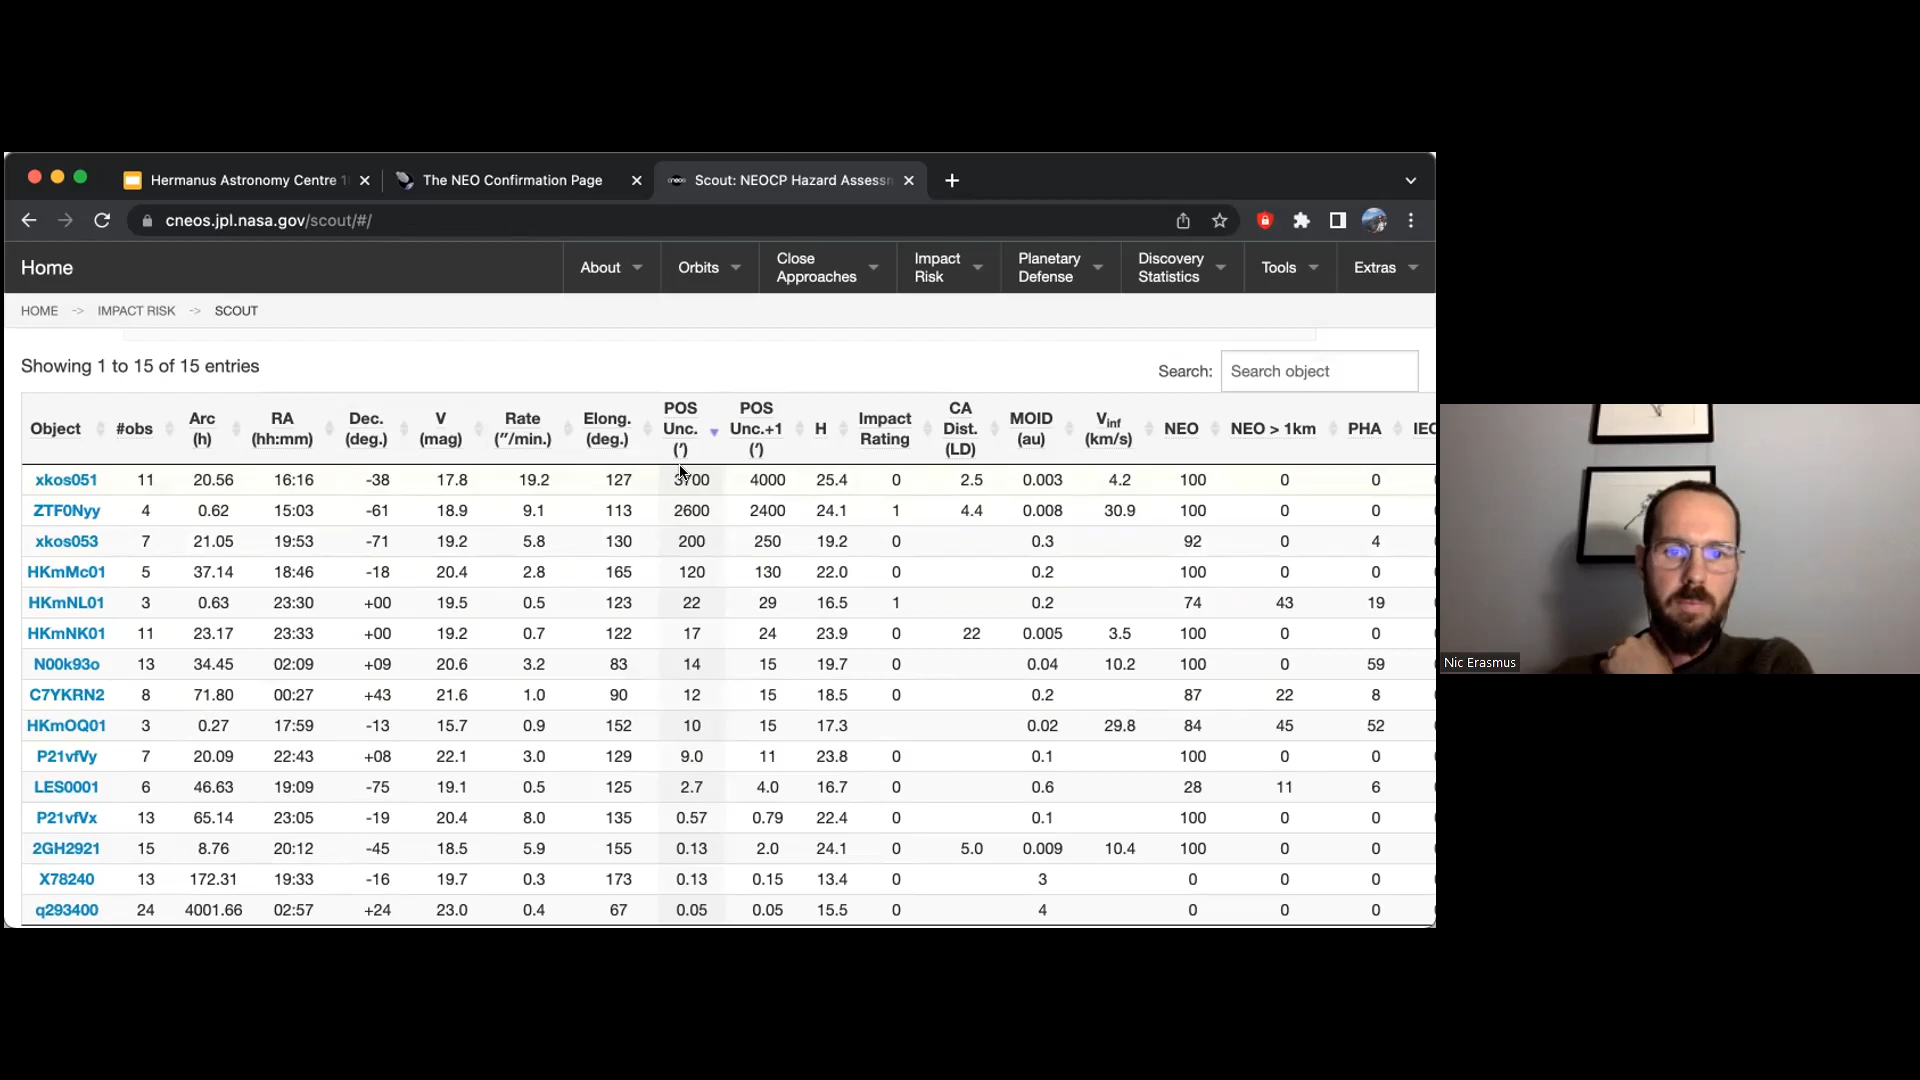 Hermanus Astronomy Centre 1
The NEO Confirmation Page
Scout: NEOCP Hazard Assess
cneos.jpl.nasa.gov/scout/#/
Home
About
Orbits
Close Approaches
Impact Risk
Planetary Defense
Discovery Statistics
Tools
Extras
HOME -> IMPACT RISK -> SCOUT
Showing 1 to 15 of 15 entries
Search: Search object
Object #obs Arc (h) RA (hh:mm) Dec. (deg.) V (mag) Rate (″/min.) Elong. (deg.) POS Unc. (′) POS Unc.+1 (′) H Impact Rating CA Dist. (LD) MOID (au) Vinf (km/s) NEO NEO > 1km PHA IEO
xkos051 11 20.56 16:16 -38 17.8 19.2 127 3700 4000 25.4 0 2.5 0.003 4.2 100 0 0
ZTF0Nyy 4 0.62 15:03 -61 18.9 9.1 113 2600 2400 24.1 1 4.4 0.008 30.9 100 0 0
xkos053 7 21.05 19:53 -71 19.2 5.8 130 200 250 19.2 0 0.3 92 0 4
HKmMc01 5 37.14 18:46 -18 20.4 2.8 165 120 130 22.0 0 0.2 100 0 0
HKmNL01 3 0.63 23:30 +00 19.5 0.5 123 22 29 16.5 1 0.2 74 43 19
HKmNK01 11 23.17 23:33 +00 19.2 0.7 122 17 24 23.9 0 22 0.005 3.5 100 0 0
N00k93o 13 34.45 02:09 +09 20.6 3.2 83 14 15 19.7 0 0.04 10.2 100 0 59
C7YKRN2 8 71.80 00:27 +43 21.6 1.0 90 12 15 18.5 0 0.2 87 22 8
HKmOQ01 3 0.27 17:59 -13 15.7 0.9 152 10 15 17.3 0.02 29.8 84 45 52
P21vfVy 7 20.09 22:43 +08 22.1 3.0 129 9.0 11 23.8 0 0.1 100 0 0
LES0001 6 46.63 19:09 -75 19.1 0.5 125 2.7 4.0 16.7 0 0.6 28 11 6
P21vfVx 13 65.14 23:05 -19 20.4 8.0 135 0.57 0.79 22.4 0 0.1 100 0 0
2GH2921 15 8.76 20:12 -45 18.5 5.9 155 0.13 2.0 24.1 0 5.0 0.009 10.4 100 0 0
X78240 13 172.31 19:33 -16 19.7 0.3 173 0.13 0.15 13.4 0 3 0 0 0
q293400 24 4001.66 02:57 +24 23.0 0.4 67 0.05 0.05 15.5 0 4 0 0 0
Nic Erasmus